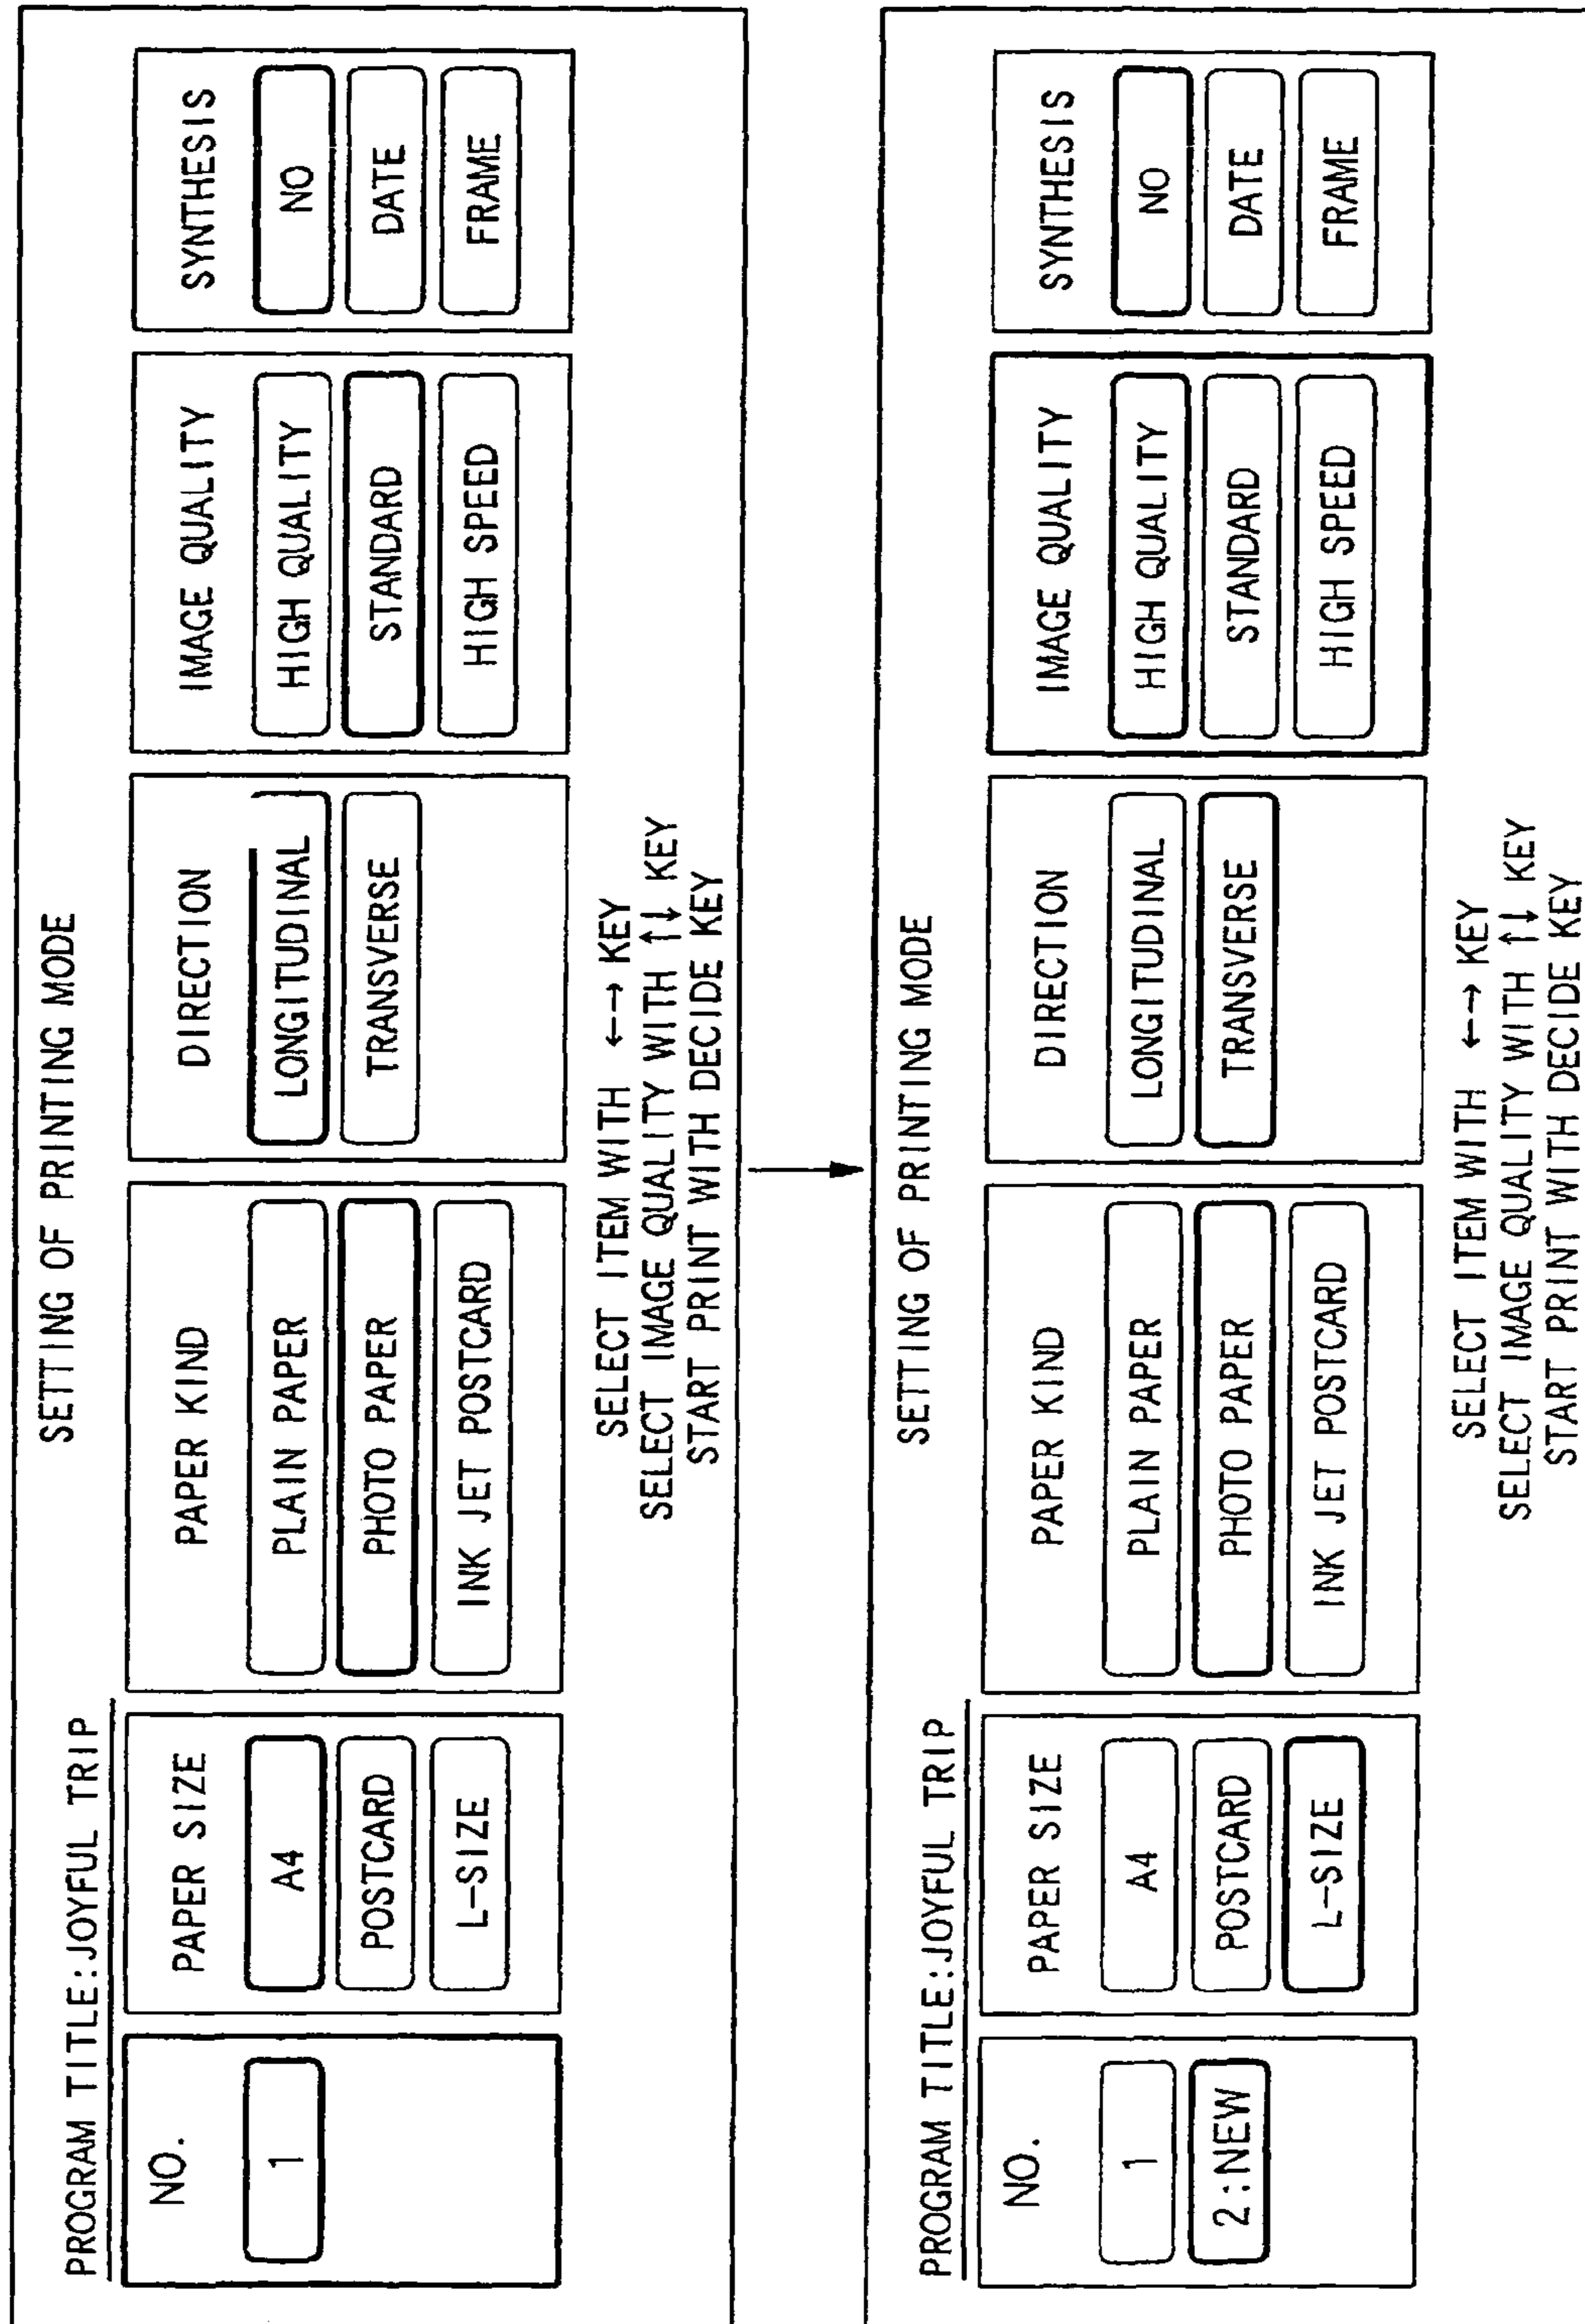 SETTING OF PRINTING MODE
PROGRAM TITLE:JOYFUL TRIP
NO.
1
PAPER SIZE
A4
POSTCARD
L-SIZE
PAPER KIND
PLAIN PAPER
PHOTO PAPER
INK JET POSTCARD
DIRECTION
LONGITUDINAL
TRANSVERSE
IMAGE QUALITY
HIGH QUALITY
STANDARD
HIGH SPEED
SYNTHESIS
NO
DATE
FRAME
SELECT ITEM WITH ←→ KEY
SELECT IMAGE QUALITY WITH ↑↓ KEY
START PRINT WITH DECIDE KEY
SETTING OF PRINTING MODE
PROGRAM TITLE:JOYFUL TRIP
NO.
1
2:NEW
PAPER SIZE
A4
POSTCARD
L-SIZE
PAPER KIND
PLAIN PAPER
PHOTO PAPER
INK JET POSTCARD
DIRECTION
LONGITUDINAL
TRANSVERSE
IMAGE QUALITY
HIGH QUALITY
STANDARD
HIGH SPEED
SYNTHESIS
NO
DATE
FRAME
SELECT ITEM WITH ←→ KEY
SELECT IMAGE QUALITY WITH ↑↓ KEY
START PRINT WITH DECIDE KEY